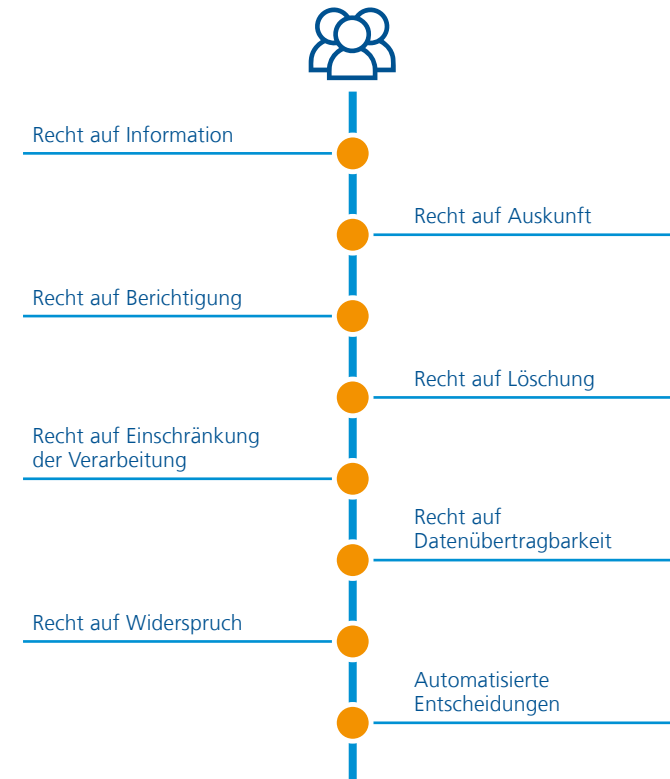 Recht auf Information
Recht auf Auskunft
Recht auf Berichtigung
Recht auf Löschung
Recht auf Einschränkung
der Verarbeitung
Recht auf
Datenübertragbarkeit
Recht auf Widerspruch
Automatisierte
Entscheidungen